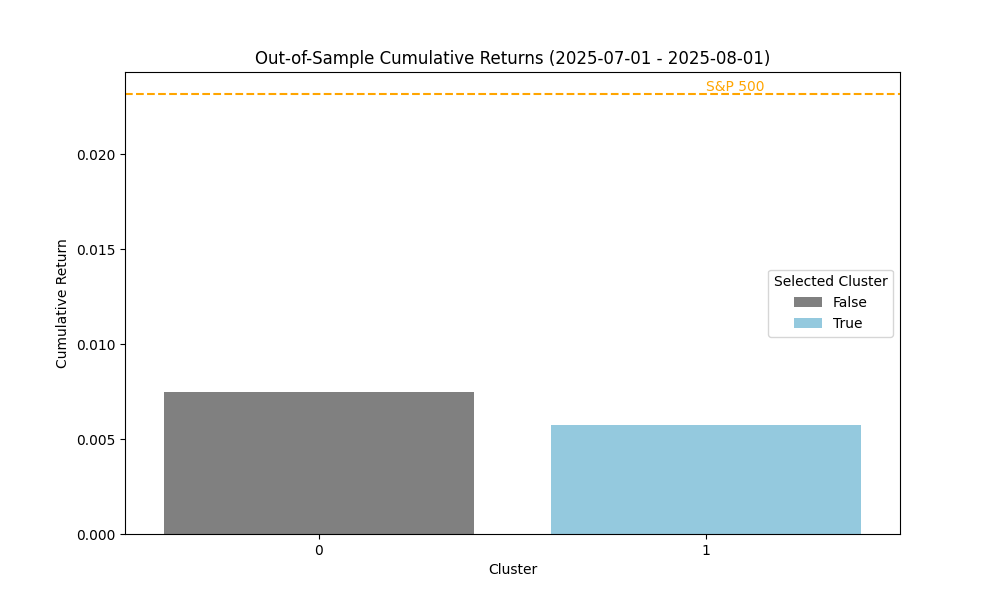 Out-of-Sample Cumulative Returns (2025-07-01 - 2025-08-01)
S&P 500
0.020
0.015
0.010
0.005
0.000
Cumulative Return
Selected Cluster
False
True
0
1
Cluster